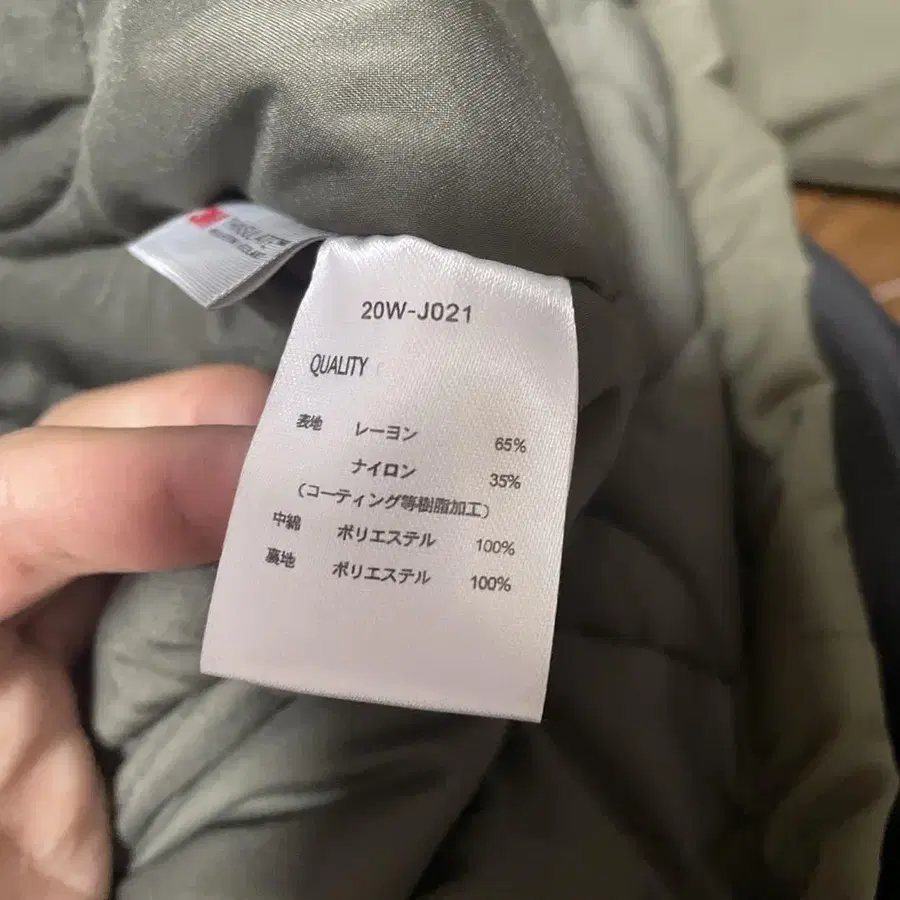 3M
THINSULATE™
20W-J021
QUALITY
表地 レーヨン 65%
ナイロン 35%
(コーティング等樹脂加工)
中綿 ポリエステル 100%
裏地 ポリエステル 100%